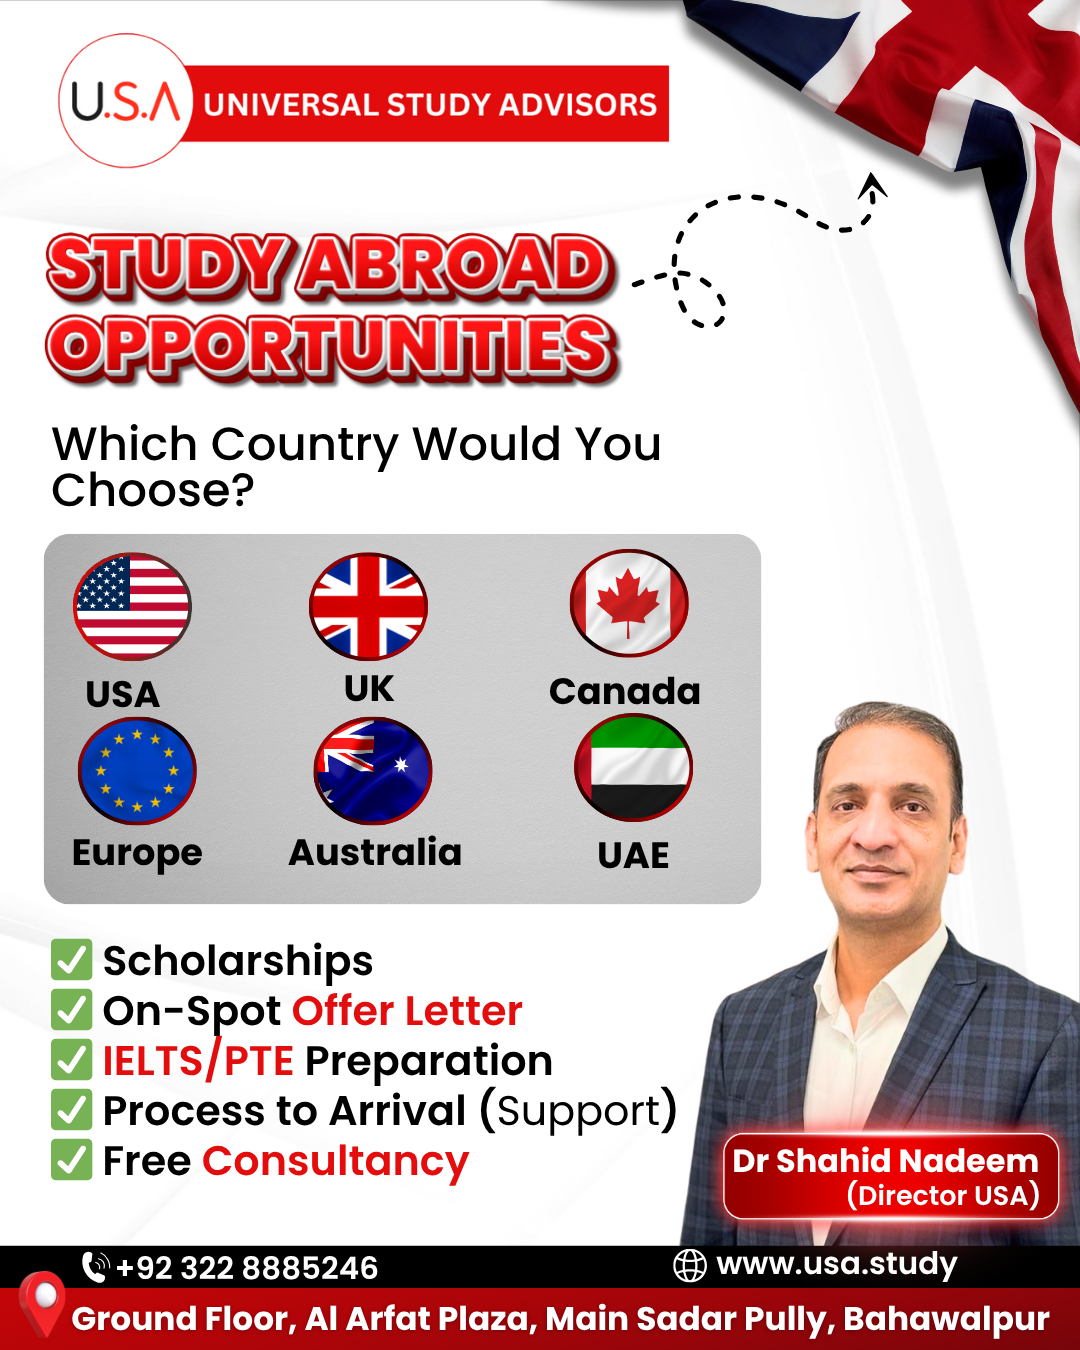 U.S.A
UNIVERSAL STUDY ADVISORS
STUDY ABROAD
OPPORTUNITIES
Which Country Would You
Choose?
USA
UK
Canada
Europe
Australia
UAE
Scholarships
On-Spot Offer Letter
IELTS/PTE Preparation
Process to Arrival (Support)
Free Consultancy
Dr Shahid Nadeem
(Director USA)
+92 322 8885246
www.usa.study
Ground Floor, Al Arfat Plaza, Main Sadar Pully, Bahawalpur